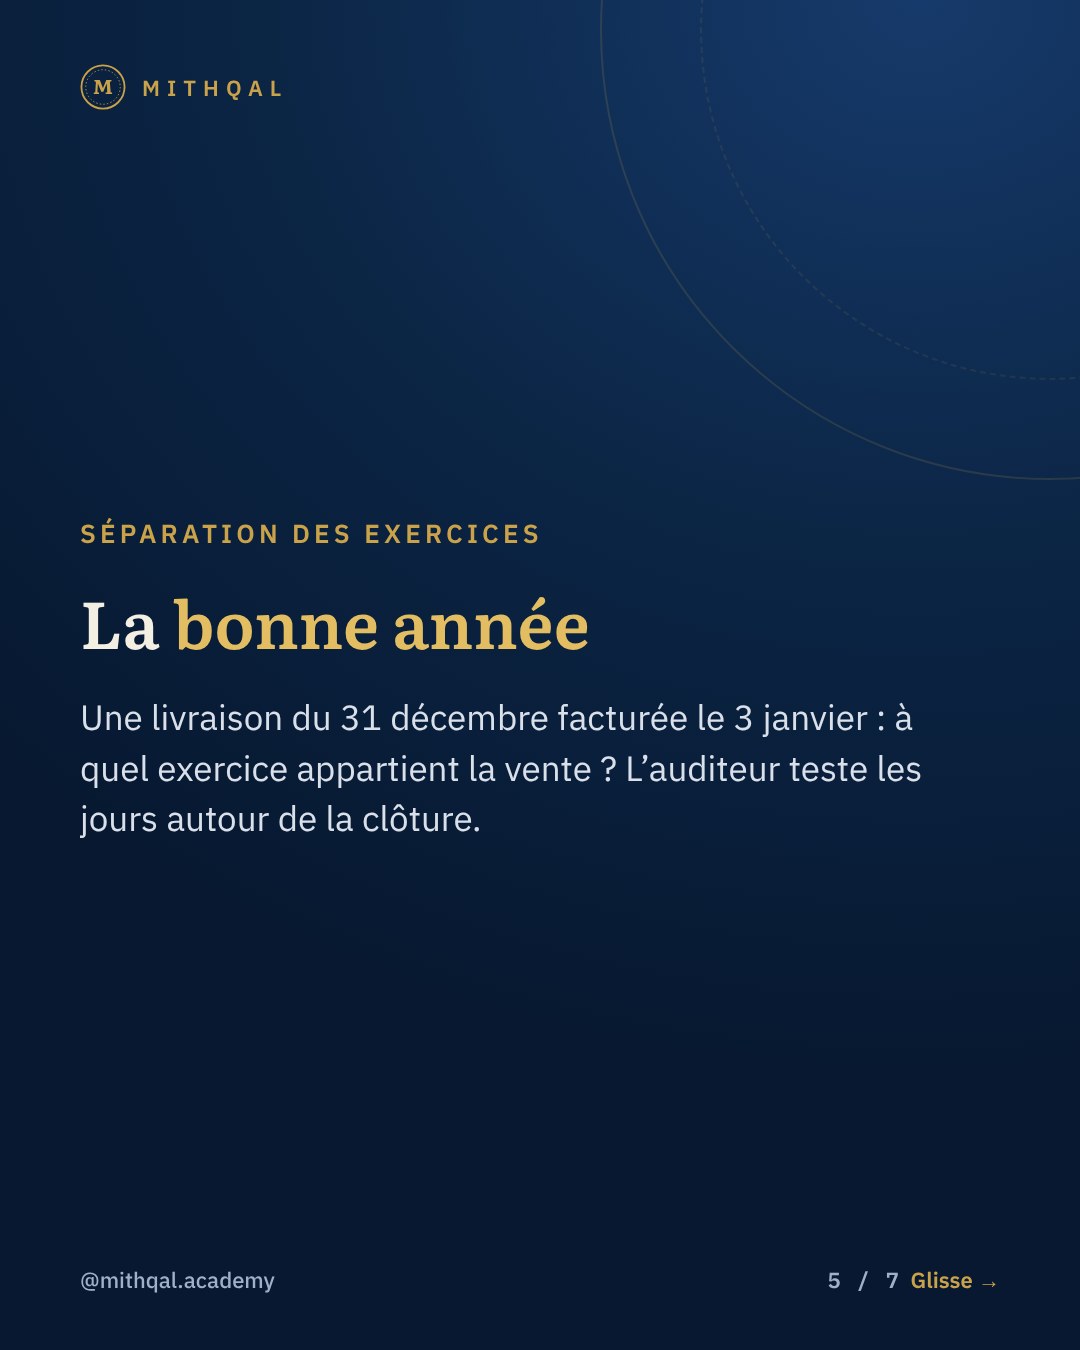 M MITHQAL
SÉPARATION DES EXERCICES
La bonne année
Une livraison du 31 décembre facturée le 3 janvier : à
quel exercice appartient la vente ? L’auditeur teste les
jours autour de la clôture.
@mithqal.academy
5 / 7 Glisse →